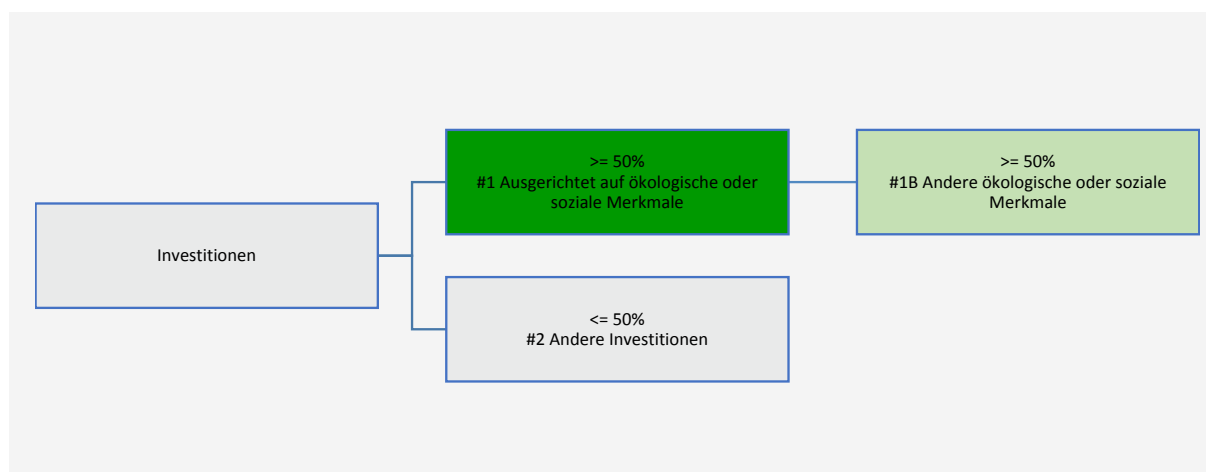 >= 50%
#1 Ausgerichtet auf ökologische oder
soziale Merkmale
>= 50%
#1B Andere ökologische oder soziale
Merkmale
Investitionen
<= 50%
#2 Andere Investitionen